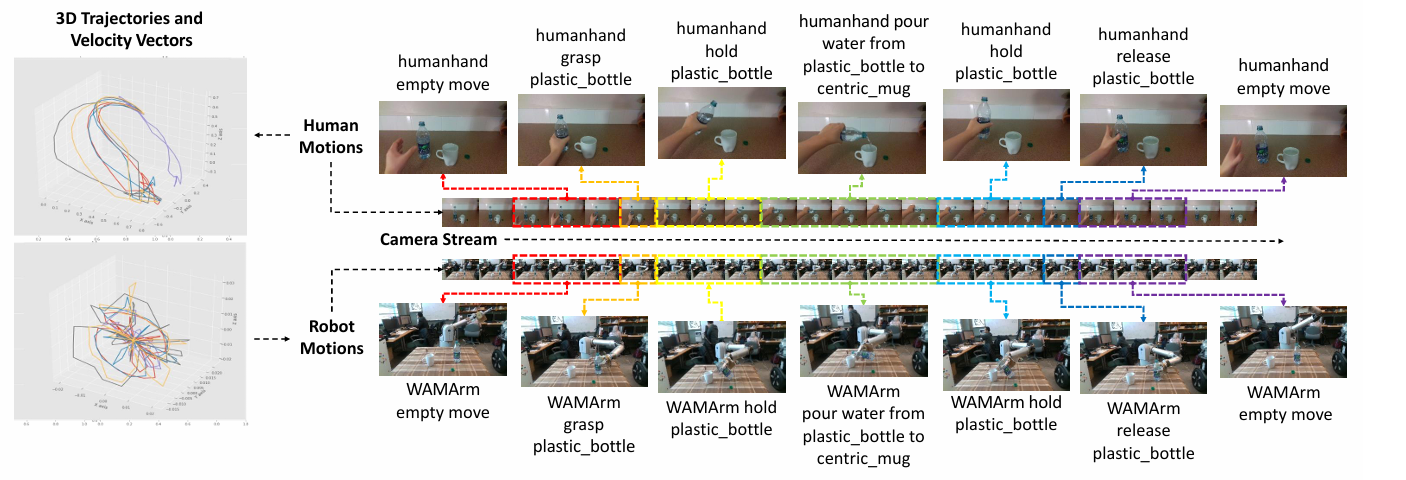 3D Trajectories and
Velocity Vectors
humanhand
empty move
humanhand
grasp
plastic_bottle
humanhand
hold
plastic_bottle
humanhand pour
water from
plastic_bottle to
centric_mug
humanhand
hold
plastic_bottle
humanhand
release
plastic_bottle
humanhand
empty move
Human
Motions
Camera Stream
Robot
Motions
WAMArm
empty move
WAMArm
grasp
plastic_bottle
WAMArm hold
plastic_bottle
WAMArm
pour water from
plastic_bottle to
centric_mug
WAMArm hold
plastic_bottle
WAMArm
release
plastic_bottle
WAMArm
empty move